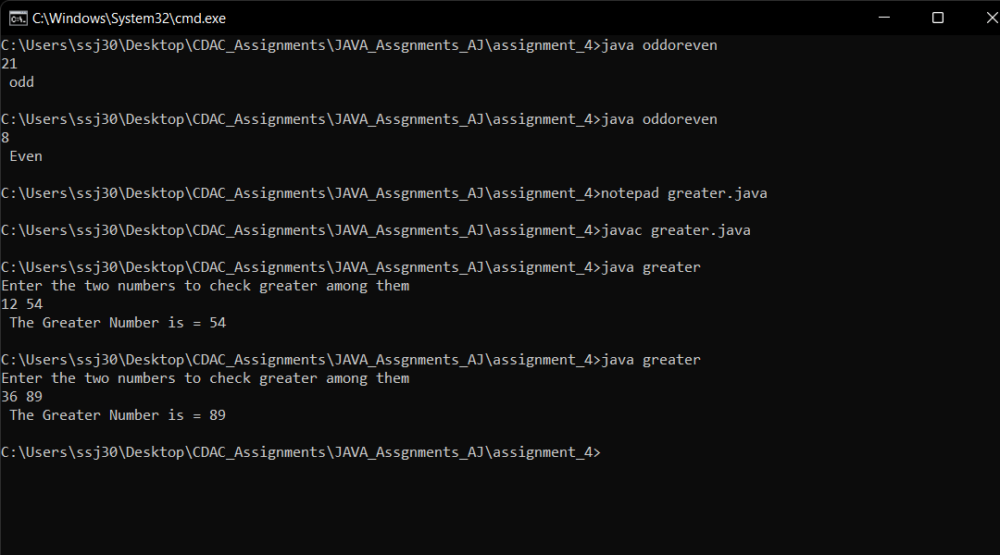 C:\Windows\System32\cmd.exe
C:\Users\ssj30\Desktop\CDAC_Assignments\JAVA_Assgnments_AJ\assignment_4>java oddoreven
21
 odd
C:\Users\ssj30\Desktop\CDAC_Assignments\JAVA_Assgnments_AJ\assignment_4>java oddoreven
8
 Even
C:\Users\ssj30\Desktop\CDAC_Assignments\JAVA_Assgnments_AJ\assignment_4>notepad greater.java
C:\Users\ssj30\Desktop\CDAC_Assignments\JAVA_Assgnments_AJ\assignment_4>javac greater.java
C:\Users\ssj30\Desktop\CDAC_Assignments\JAVA_Assgnments_AJ\assignment_4>java greater
Enter the two numbers to check greater among them
12 54
 The Greater Number is = 54
C:\Users\ssj30\Desktop\CDAC_Assignments\JAVA_Assgnments_AJ\assignment_4>java greater
Enter the two numbers to check greater among them
36 89
 The Greater Number is = 89
C:\Users\ssj30\Desktop\CDAC_Assignments\JAVA_Assgnments_AJ\assignment_4>